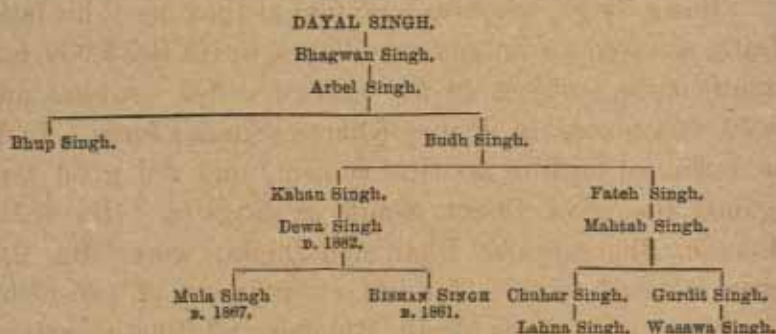 DAYAL SINGH.
Bhagwan Singh.
Arbel Singh.
Bhup Singh. Budh Singh.
Kahan Singh. Fateh Singh.
Dewa Singh Mahtab Singh.
D. 1882.
Mula Singh BISHAN SINGH Chuhar Singh. Gurdit Singh.
B. 1867. B. 1861.
Lahna Singh. Wasawa Singh.